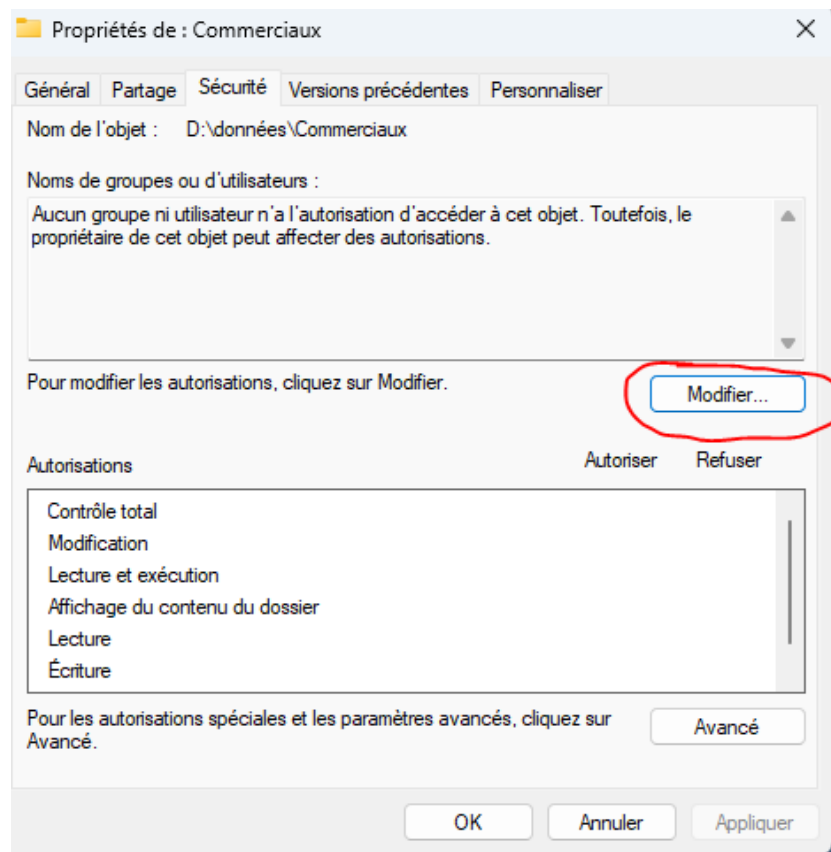 Propriétés de : Commerciaux
Général Partage Sécurité Versions précédentes Personnaliser
Nom de l'objet : D:\données\Commerciaux
Noms de groupes ou d'utilisateurs :
Aucun groupe ni utilisateur n'a l'autorisation d'accéder à cet objet. Toutefois, le
propriétaire de cet objet peut affecter des autorisations.
Pour modifier les autorisations, cliquez sur Modifier.
Modifier...
Autorisations Autoriser Refuser
Contrôle total
Modification
Lecture et exécution
Affichage du contenu du dossier
Lecture
Écriture
Pour les autorisations spéciales et les paramètres avancés, cliquez sur
Avancé.
Avancé
OK Annuler Appliquer